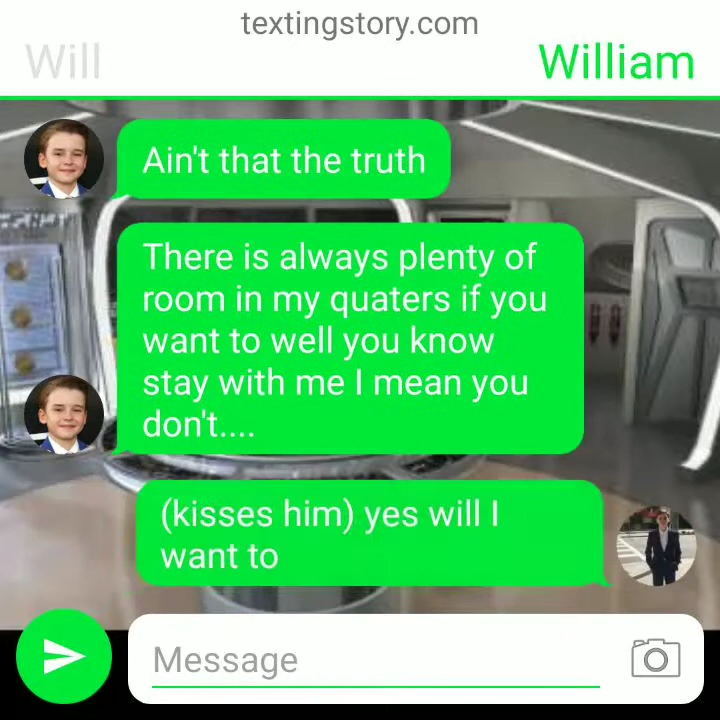 textingstory.com
Will
William
Ain't that the truth
There is always plenty of
room in my quaters if you
want to well you know
stay with me I mean you
don't....
(kisses him) yes will I
want to
Message